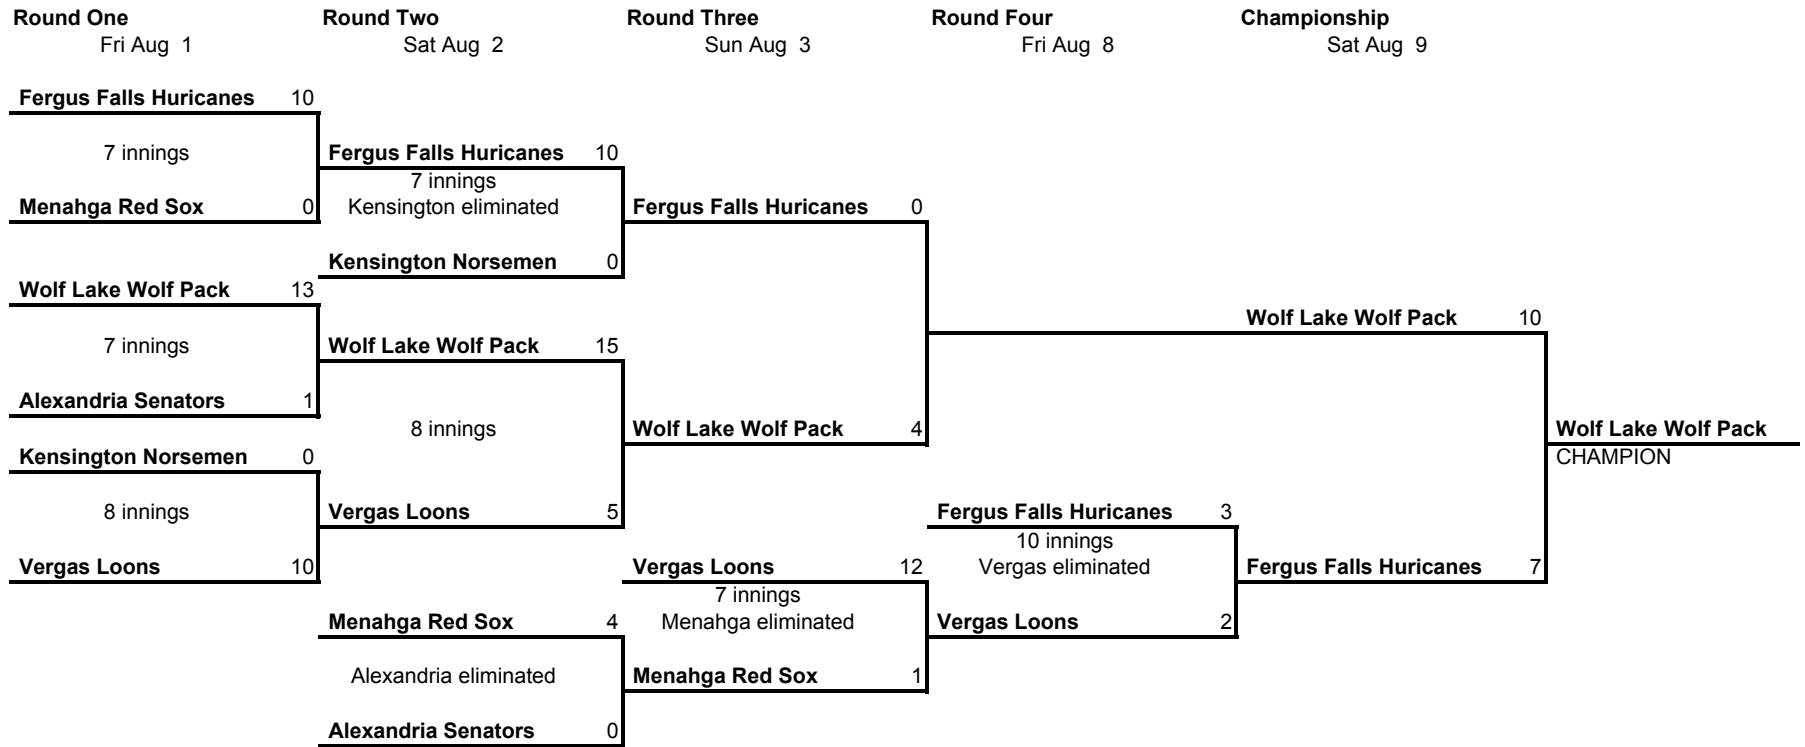 Round One Round Two Round Three Round Four Championship
Fri Aug 1 Sat Aug 2 Sun Aug 3 Fri Aug 8 Sat Aug 9
Fergus Falls Huricanes 10
7 innings
Menahga Red Sox 0
Wolf Lake Wolf Pack 13
7 innings
Alexandria Senators 1
Kensington Norsemen 0
8 innings
Vergas Loons 10
Fergus Falls Huricanes 10
7 innings
Kensington eliminated
Kensington Norsemen 0
Wolf Lake Wolf Pack 15
8 innings
Vergas Loons 5
Menahga Red Sox 4
Alexandria eliminated
Alexandria Senators 0
Fergus Falls Huricanes 0
Wolf Lake Wolf Pack 4
Vergas Loons 12
7 innings
Menahga eliminated
Menahga Red Sox 1
Fergus Falls Huricanes 3
10 innings
Vergas eliminated
Vergas Loons 2
Wolf Lake Wolf Pack 10
Fergus Falls Huricanes 7
Wolf Lake Wolf Pack
CHAMPION